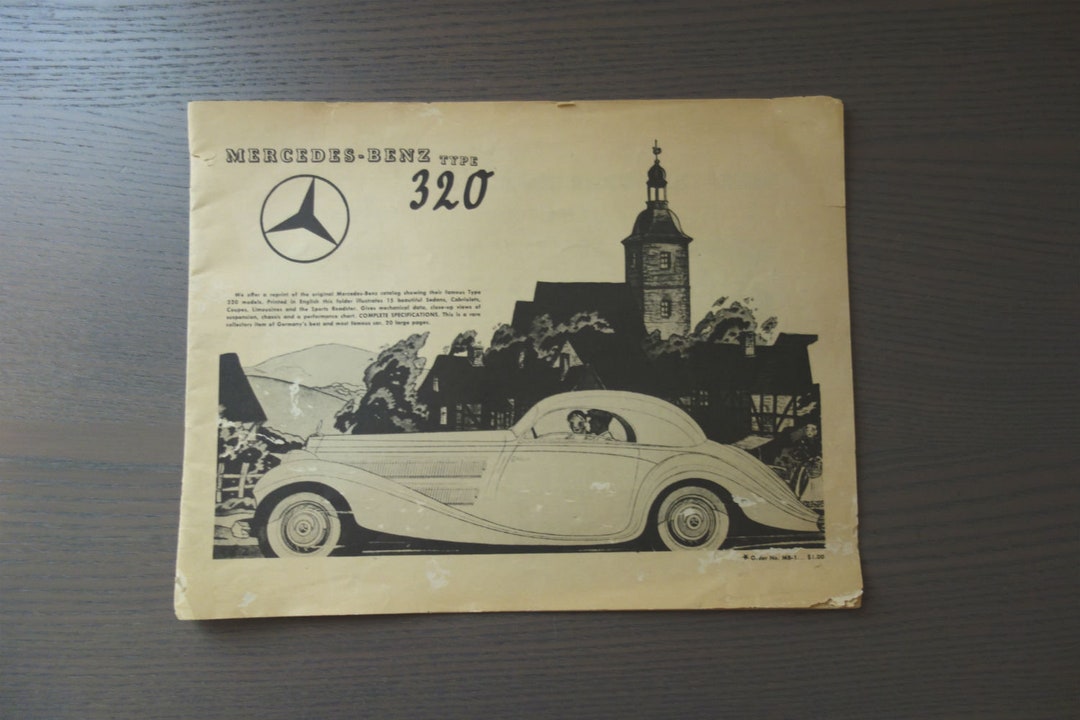 MERCEDES-BENZ TYPE
320
We offer a reprint of the original Mercedes-Benz catalog showing their famous Type
320 models. Printed in English this folder illustrates 15 beautiful Sedans, Cabriolets,
Coupes, Limousines and the Sports Roadster. Gives mechanical data, close-up views of
suspension, chassis and a performance chart. COMPLETE SPECIFICATIONS. This is a rare
collectors item of Germany's best and most famous car. 20 large pages.
No. MB-1 $1.00